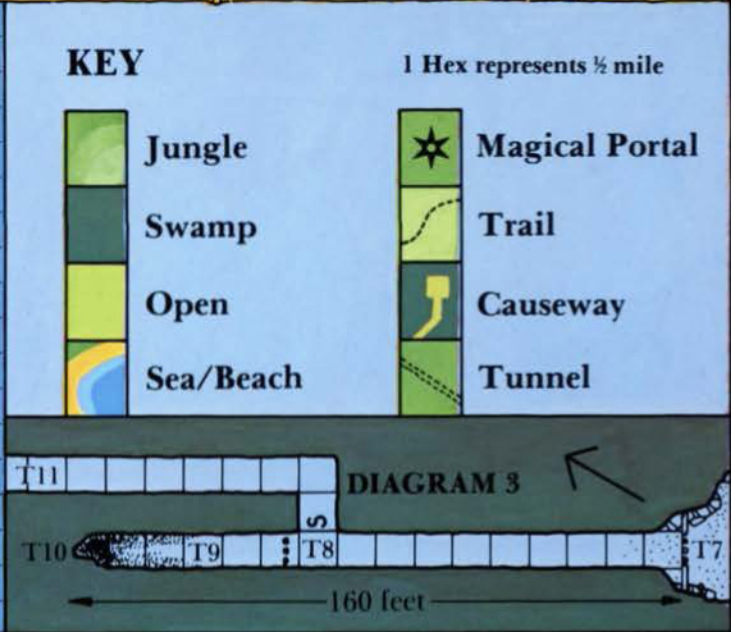 KEY
1 Hex represents ½ mile
Jungle
Magical Portal
Swamp
Trail
Open
Causeway
Sea/Beach
Tunnel
T11
DIAGRAM 3
S
T10
T9
T8
T7
160 feet